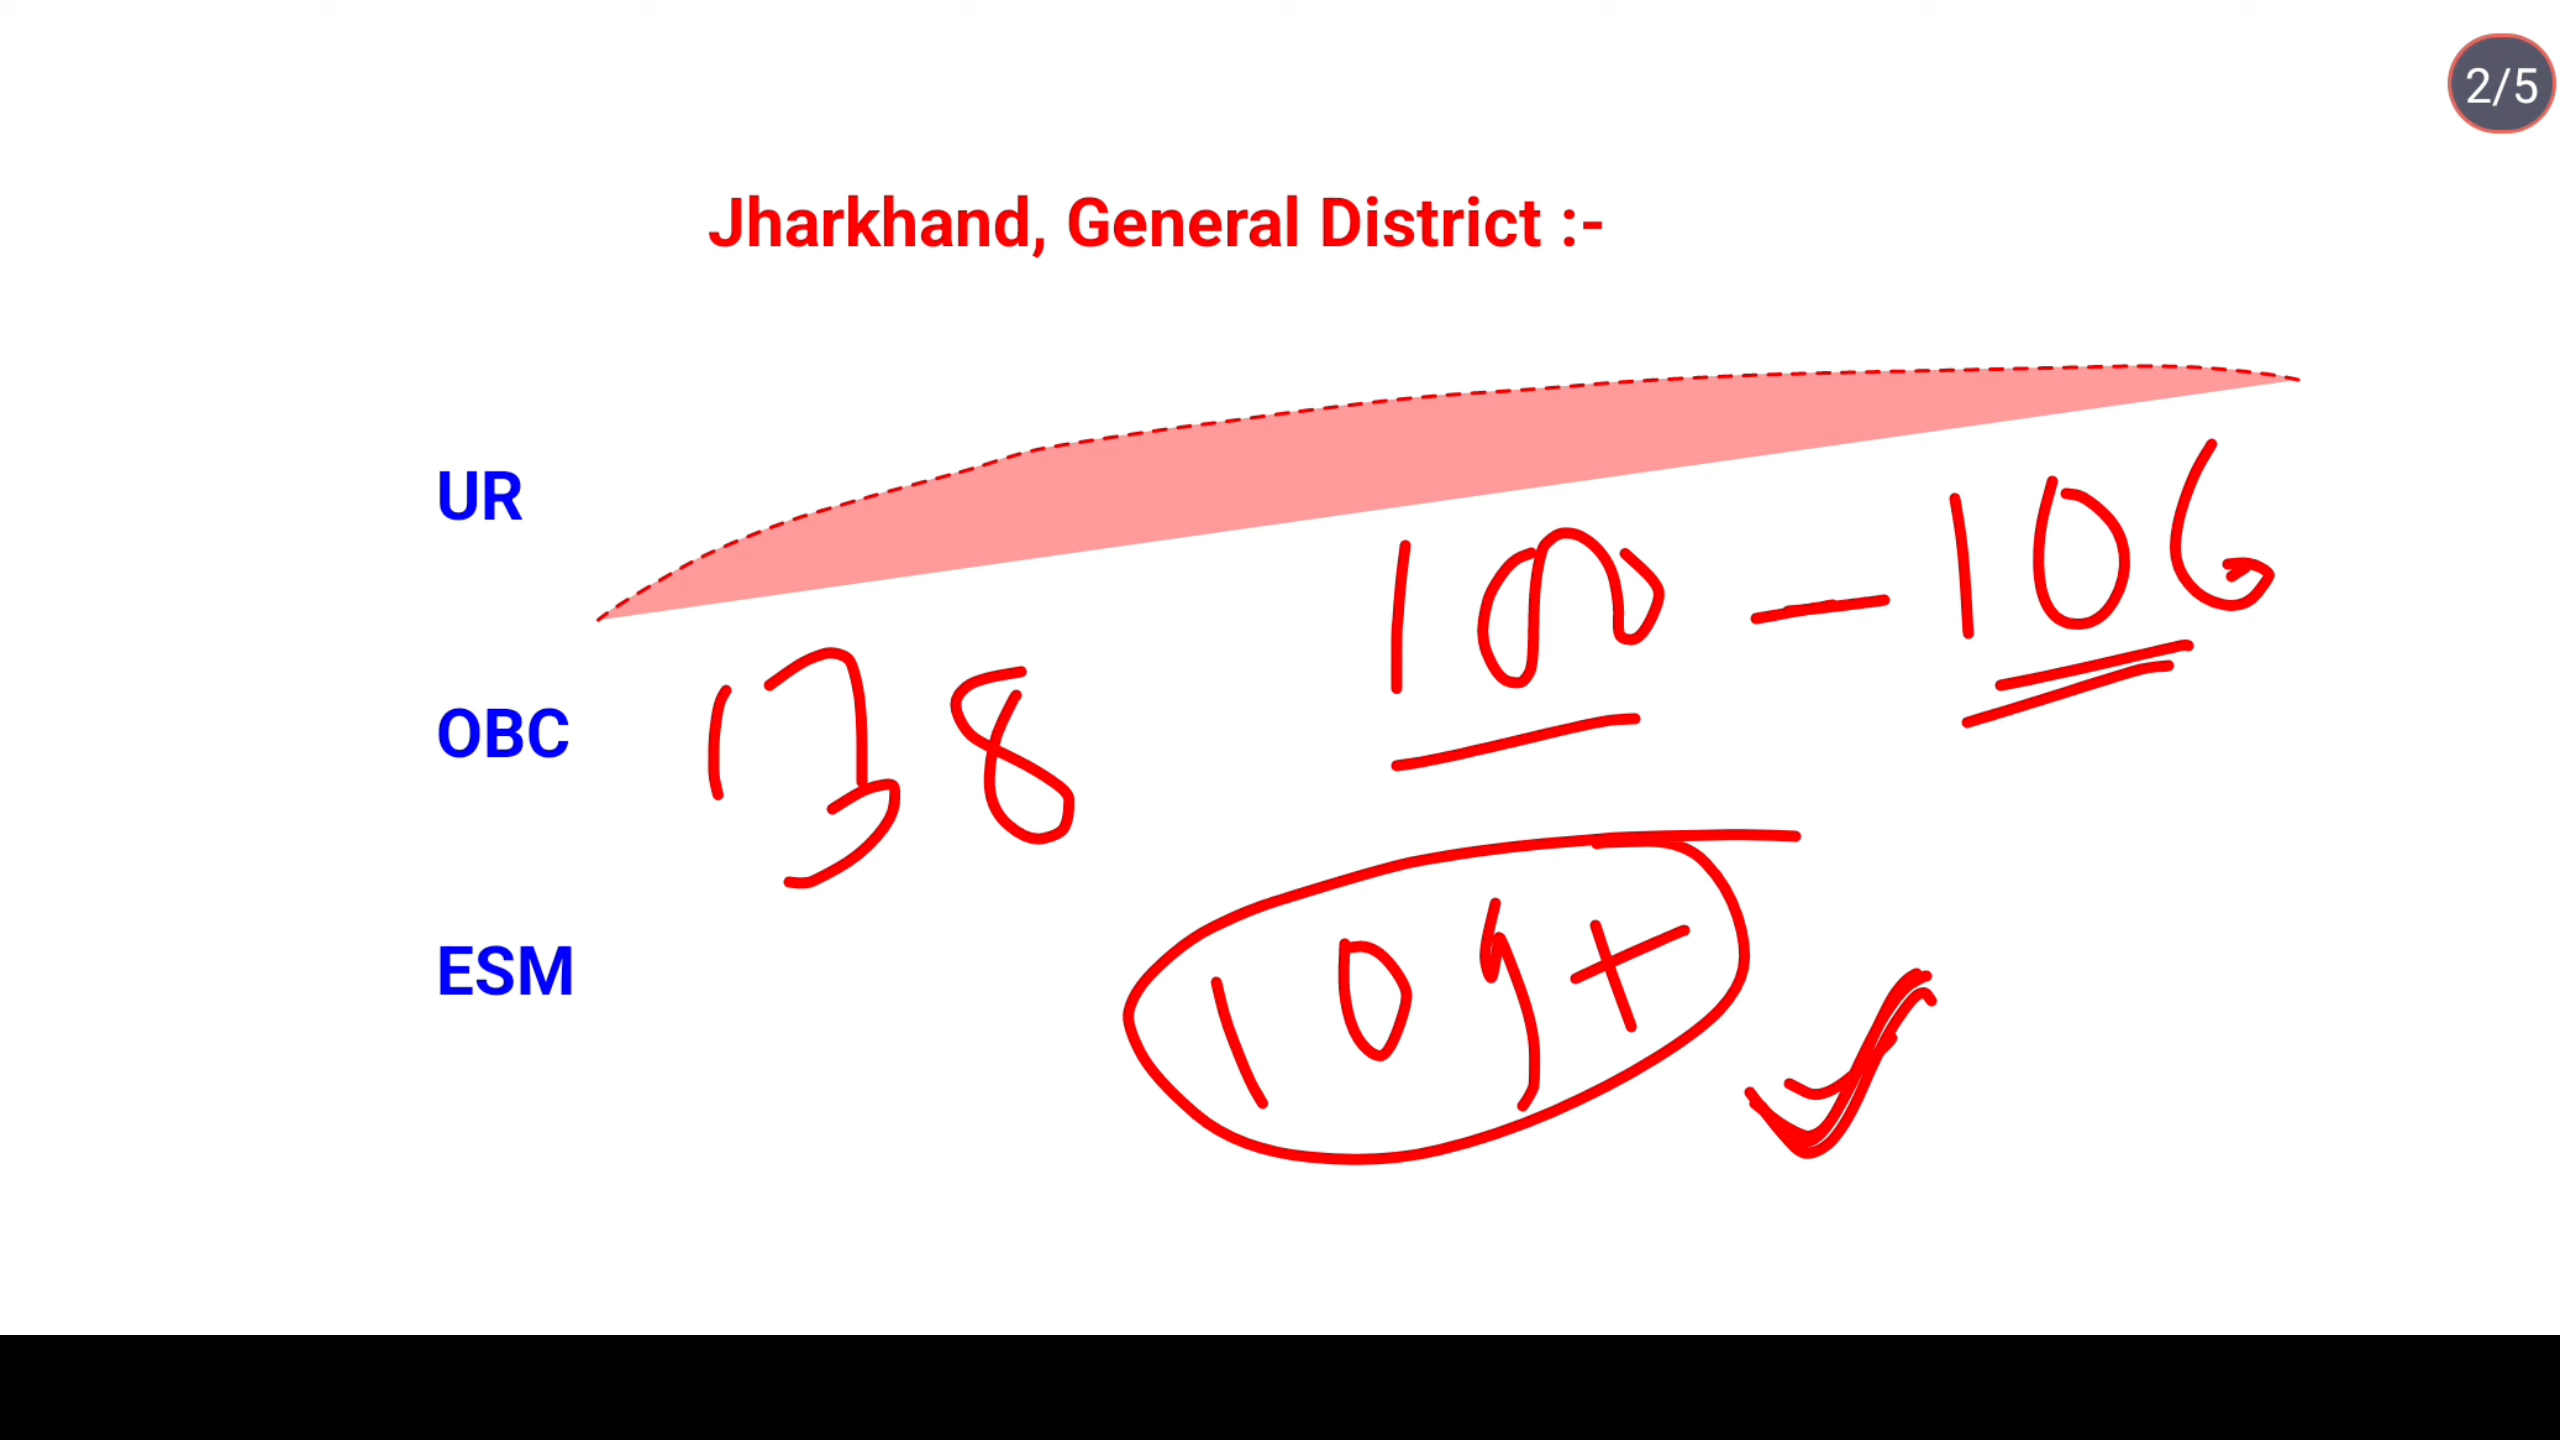 2/5
Jharkhand, General District :-
UR
100 - 106
OBC 138
109+
ESM